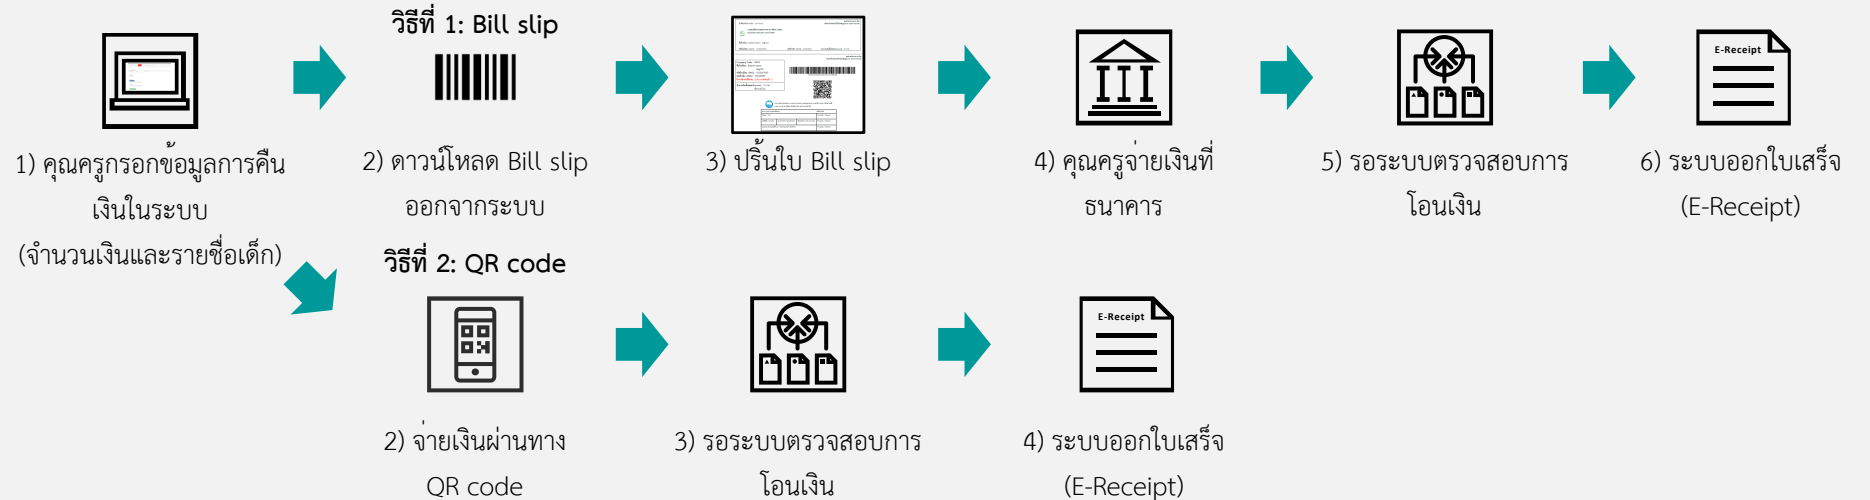 วิธีที่ 1: Bill slip
1) คุณครูกรอกข้อมูลการคืน
เงินในระบบ
(จำนวนเงินและรายชื่อเด็ก)
2) ดาวน์โหลด Bill slip
ออกจากระบบ
3) ปริ้นใบ Bill slip
4) คุณครูจ่ายเงินที่
ธนาคาร
5) รอระบบตรวจสอบการ
โอนเงิน
E-Receipt
6) ระบบออกใบเสร็จ
(E-Receipt)
วิธีที่ 2: QR code
2) จ่ายเงินผ่านทาง
QR code
3) รอระบบตรวจสอบการ
โอนเงิน
E-Receipt
4) ระบบออกใบเสร็จ
(E-Receipt)